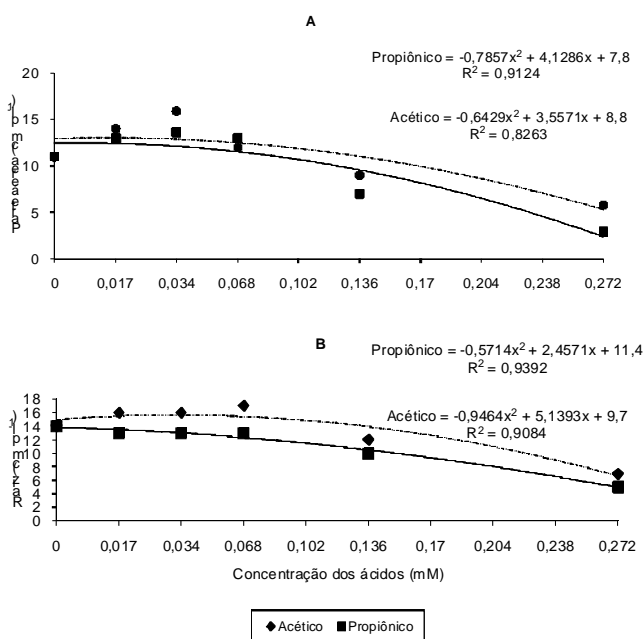 A
Propiônico = -0,7857x² + 4,1286x + 7,8
R² = 0,9124
Acético = -0,6429x² + 3,5571x + 8,8
R² = 0,8263
20
15
10
5
0
0 0,017 0,034 0,068 0,102 0,136 0,17 0,204 0,238 0,272
B
Propiônico = -0,5714x² + 2,4571x + 11,4
R² = 0,9392
Acético = -0,9464x² + 5,1393x + 9,7
R² = 0,9084
18
16
14
12
10
8
6
4
2
0
0 0,017 0,034 0,068 0,102 0,136 0,17 0,204 0,238 0,272
Concentração dos ácidos (mM)
Acético Propiônico